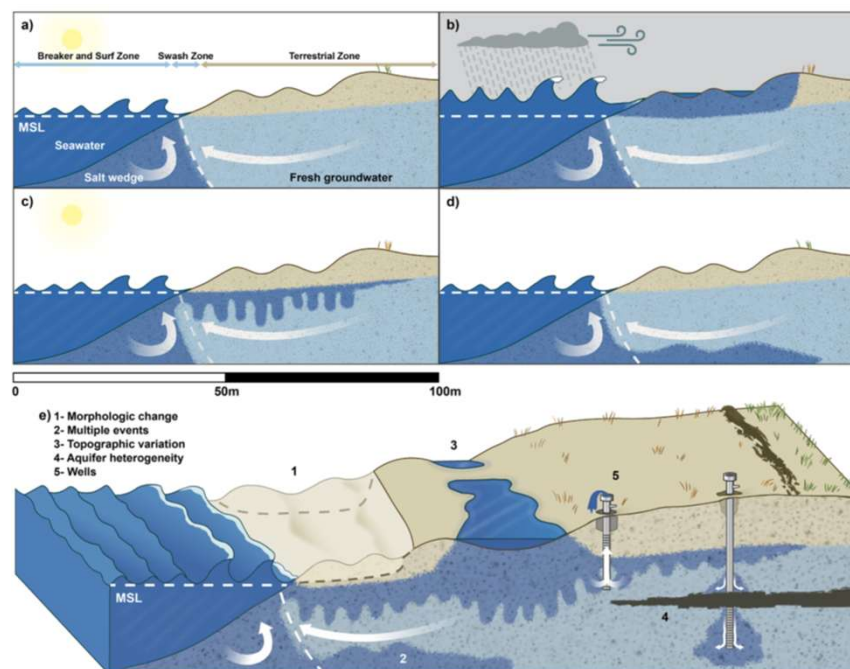 a)
Breaker and Surf Zone Swash Zone Terrestrial Zone
MSL
Seawater
Salt wedge
Fresh groundwater
b)
c)
d)
0 50m 100m
e) 1- Morphologic change
2- Multiple events
3- Topographic variation
4- Aquifer heterogeneity
5- Wells
1
3
5
MSL
4
2